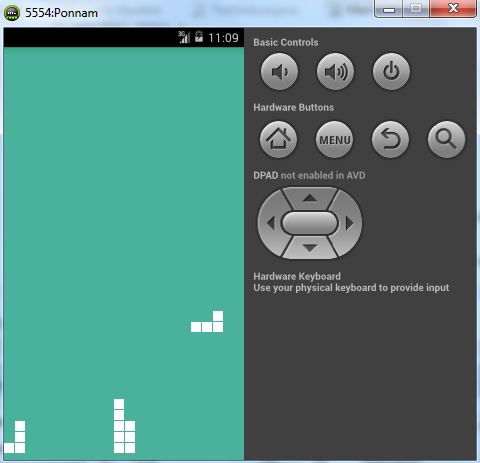 5554:Ponnam
3G 11:09
Basic Controls
Hardware Buttons
MENU
DPAD not enabled in AVD
Hardware Keyboard
Use your physical keyboard to provide input